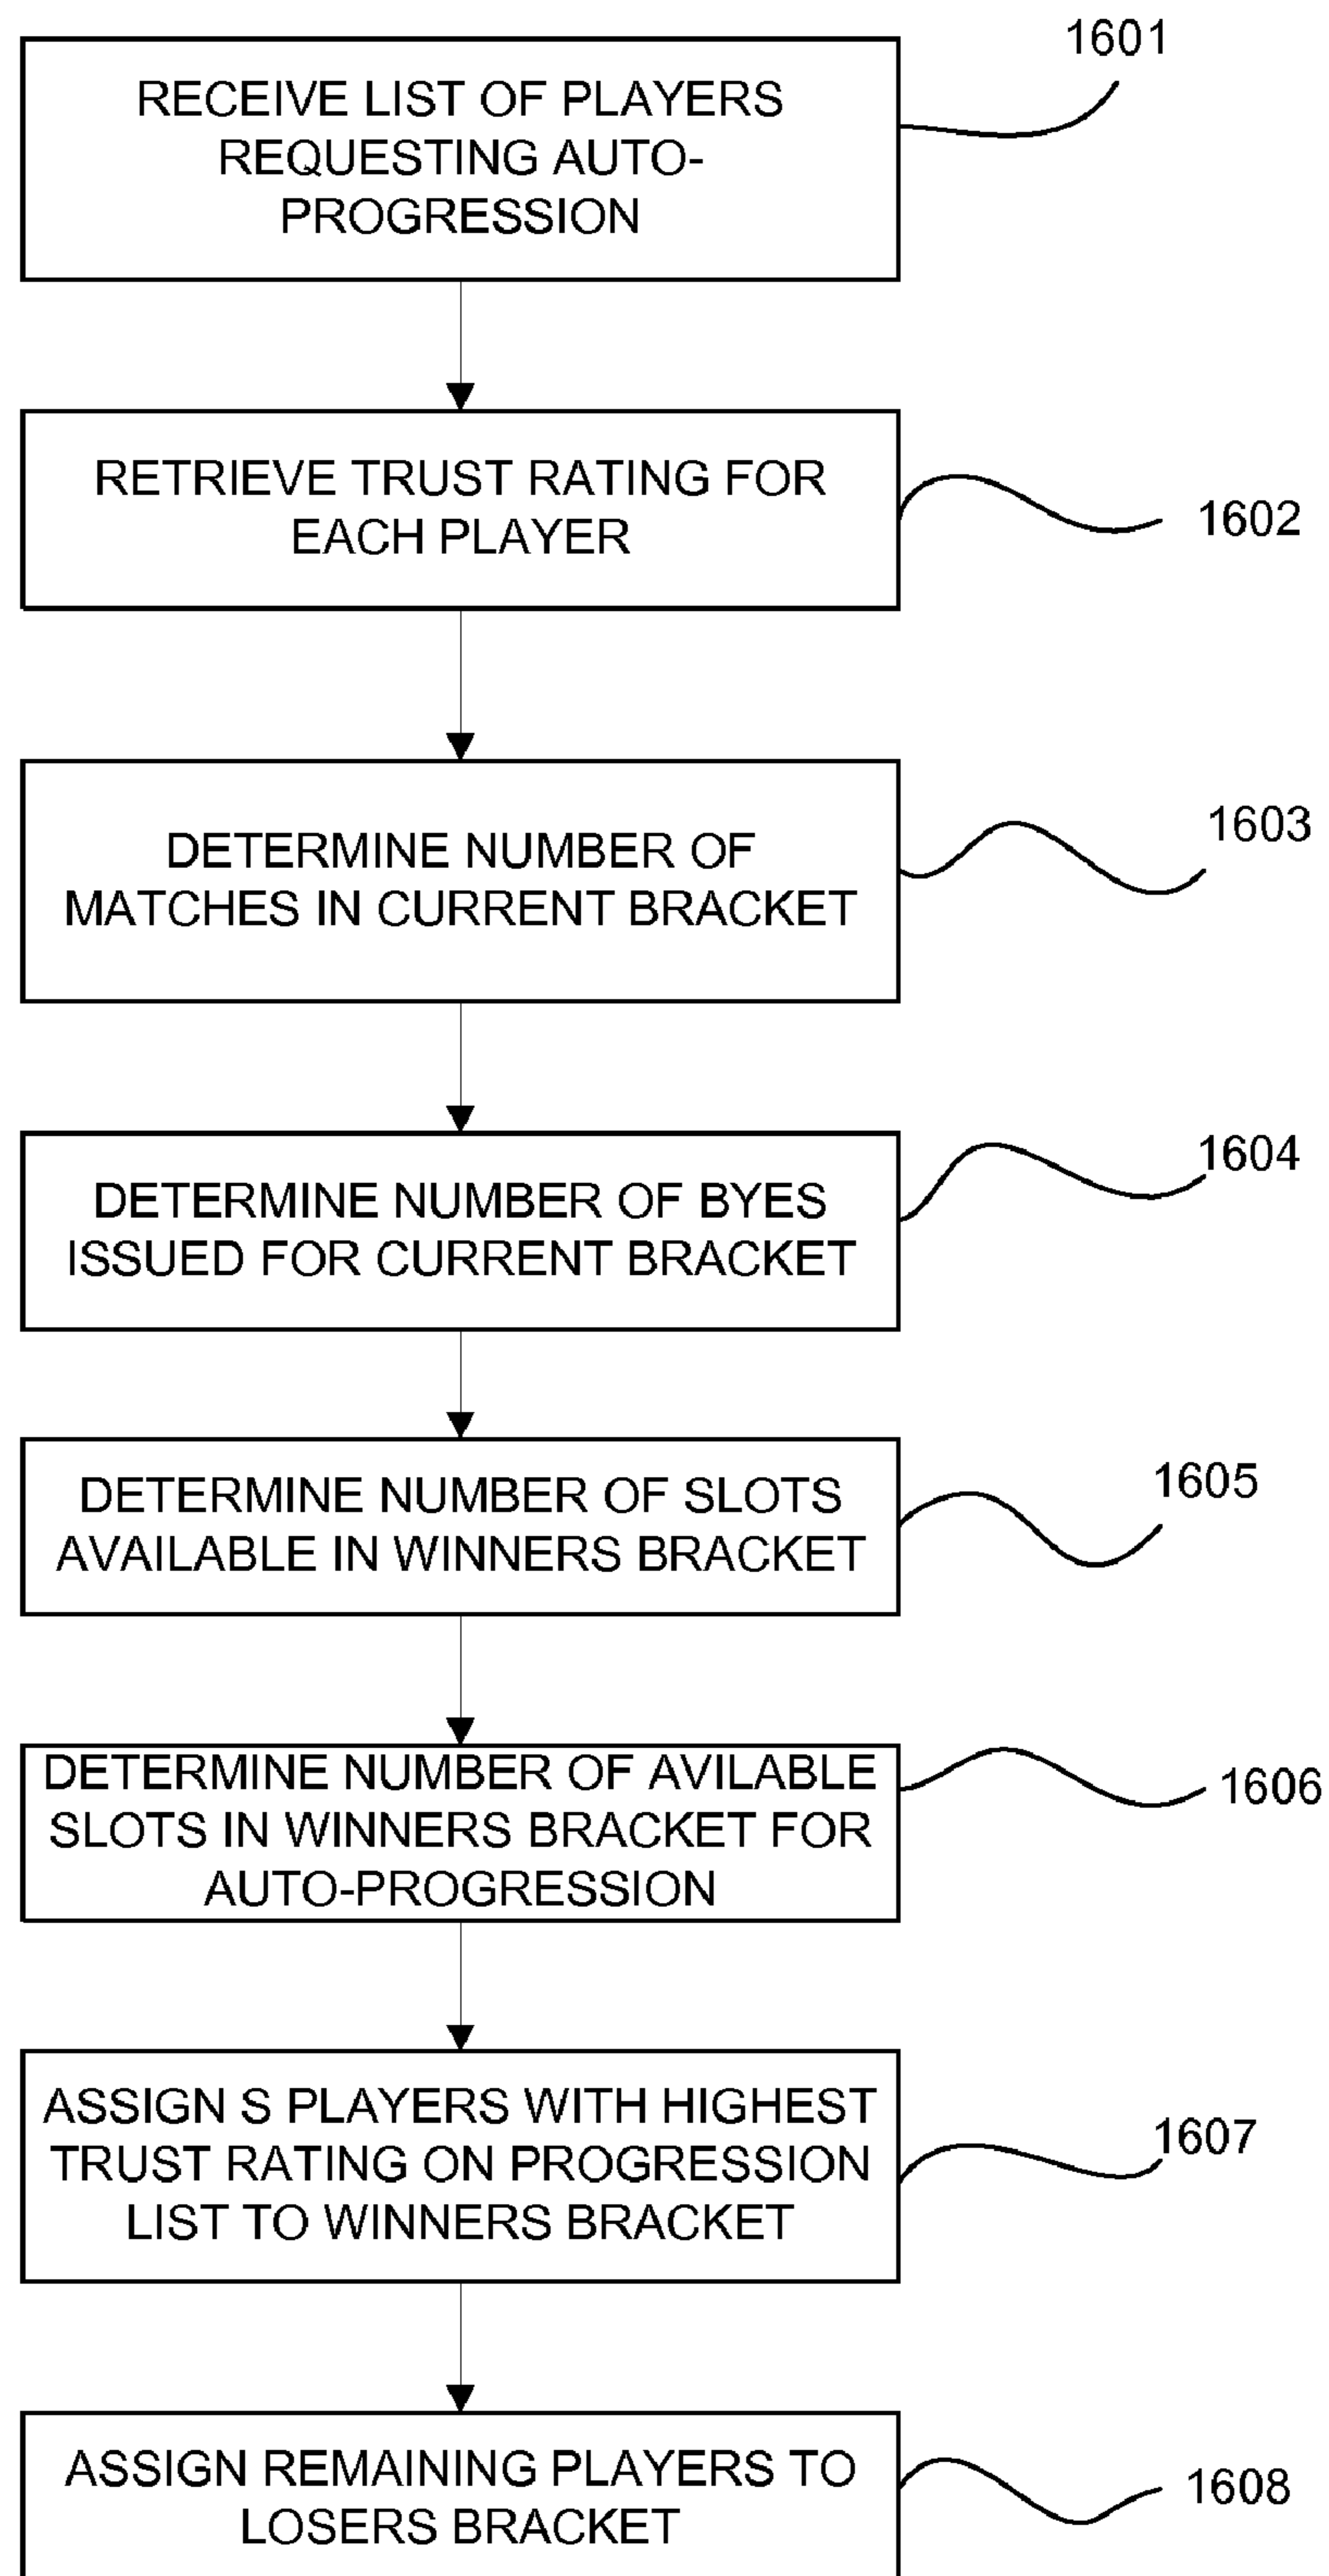 1601
RECEIVE LIST OF PLAYERS
REQUESTING AUTO-
PROGRESSION
RETRIEVE TRUST RATING FOR
EACH PLAYER
1602
DETERMINE NUMBER OF
MATCHES IN CURRENT BRACKET
1603
DETERMINE NUMBER OF BYES
ISSUED FOR CURRENT BRACKET
1604
DETERMINE NUMBER OF SLOTS
AVAILABLE IN WINNERS BRACKET
1605
DETERMINE NUMBER OF AVILABLE
SLOTS IN WINNERS BRACKET FOR
AUTO-PROGRESSION
1606
ASSIGN S PLAYERS WITH HIGHEST
TRUST RATING ON PROGRESSION
LIST TO WINNERS BRACKET
1607
ASSIGN REMAINING PLAYERS TO
LOSERS BRACKET
1608